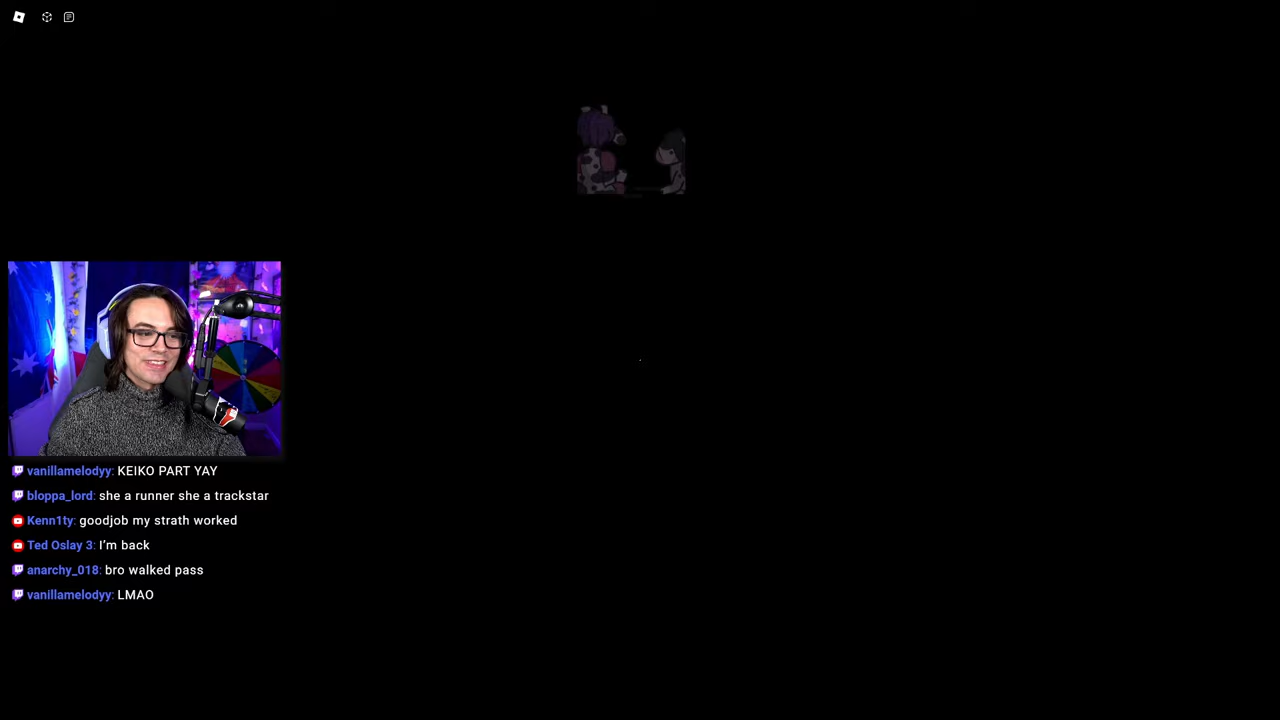 vanillamelodyy: KEIKO PART YAY
bloppa_lord: she a runner she a trackstar
Kenn1ty: goodjob my strath worked
Ted Oslay 3: I’m back
anarchy_018: bro walked pass
vanillamelodyy: LMAO